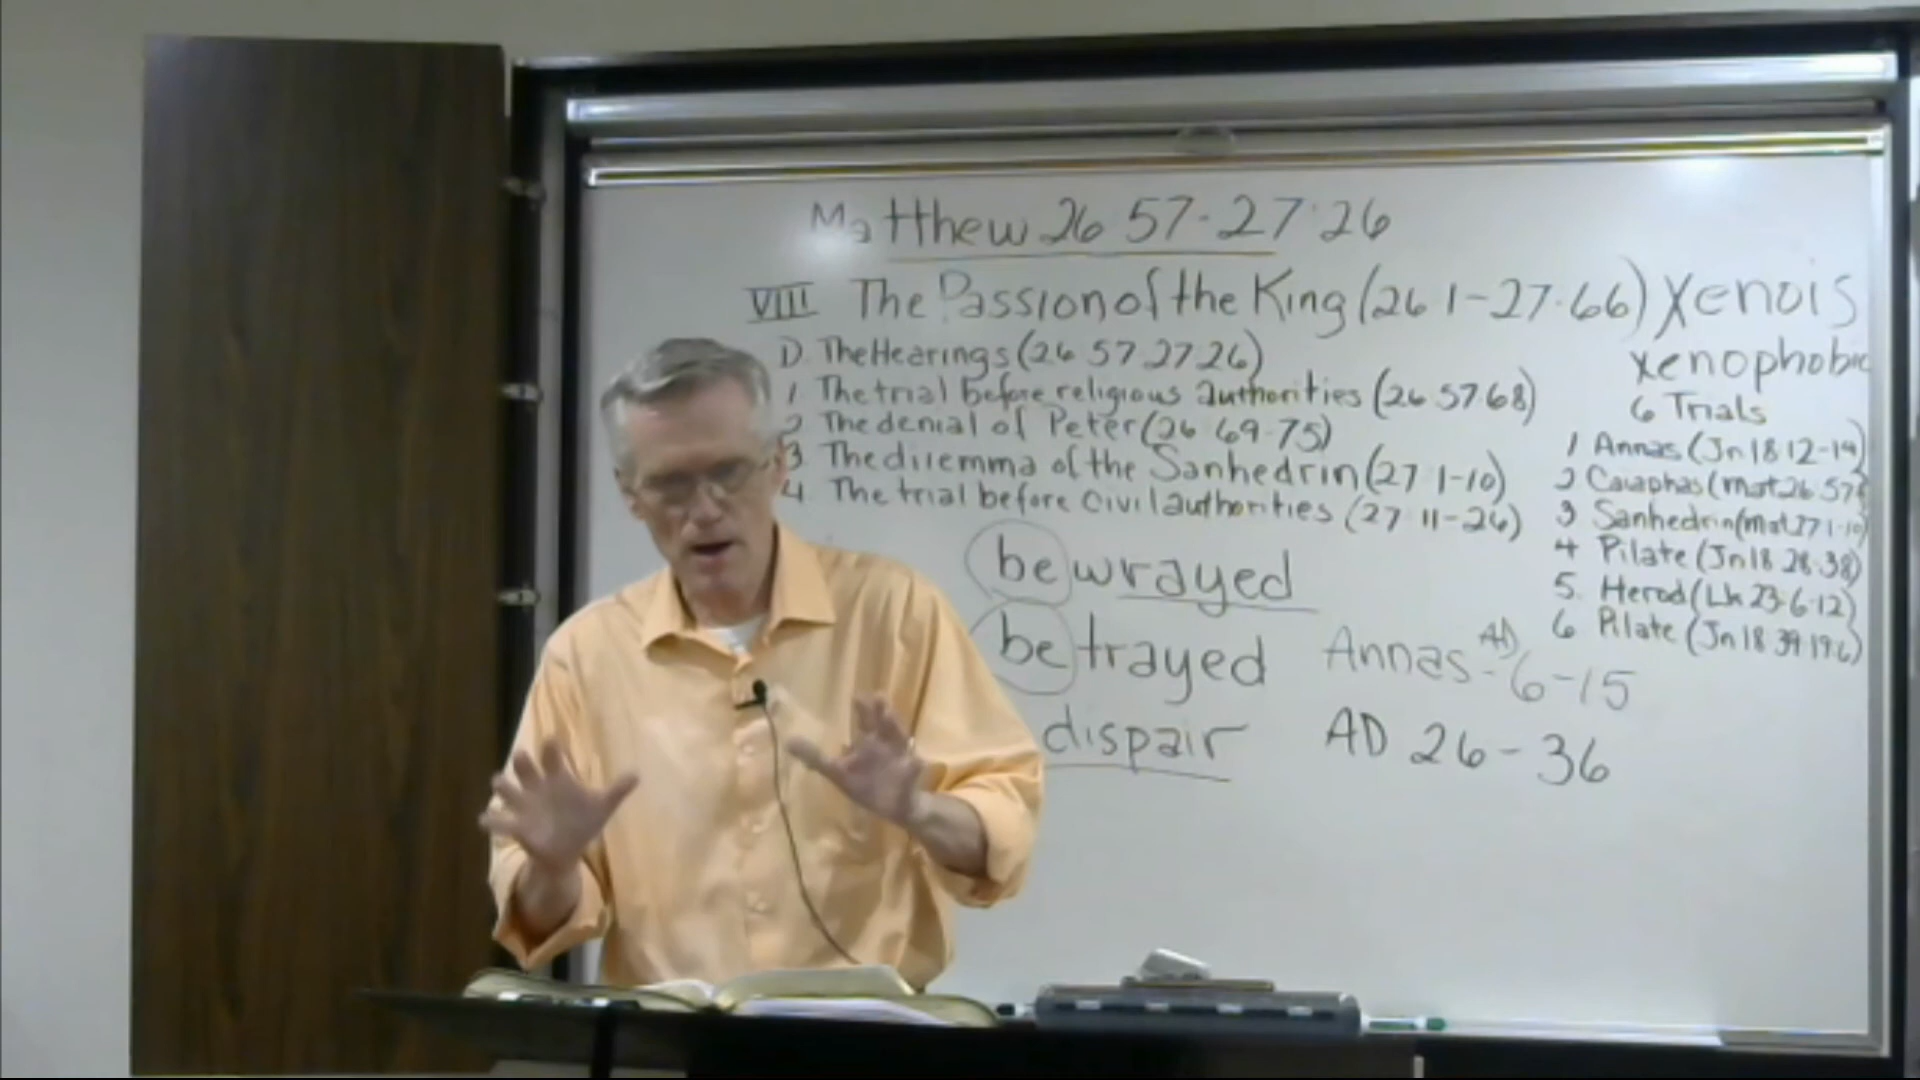 Matthew 26 57-27:26
VIII The Passion of the King (26 1-27.66)
D. The Hearings (26 57 27 26)
1. The trial before religious authorities (26 57 68)
2 The denial of Peter (26 69-75)
3 The dilemma of the Sanhedrin (27 1-10)
4. The trial before civil authorities (27 11-26)
bewrayed
betrayed
dispair
Annas - AD 6-15
AD 26-36
Xenois
xenophobic
6 Trials
1 Annas (Jn 18 12-14)
2 Caiaphas (Mat 26 57
3 Sanhedrin (Mat 27 1-10)
4 Pilate (Jn 18 28-38)
5. Herod (Lk 23-6-12)
6 Pilate (Jn 18 39-19:6)